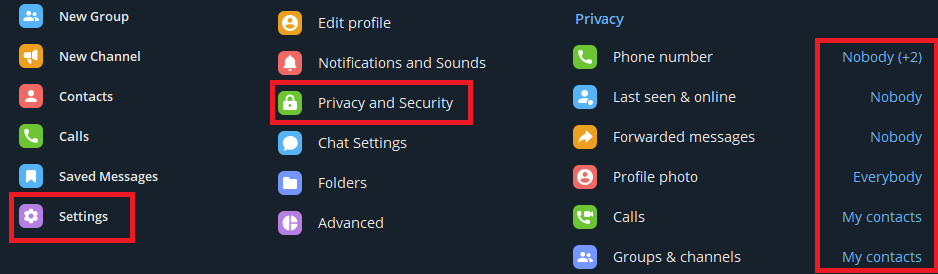 New Group
New Channel
Contacts
Calls
Saved Messages
Settings
Edit profile
Notifications and Sounds
Privacy and Security
Chat Settings
Folders
Advanced
Privacy
Phone number Nobody (+2)
Last seen & online Nobody
Forwarded messages Nobody
Profile photo Everybody
Calls My contacts
Groups & channels My contacts